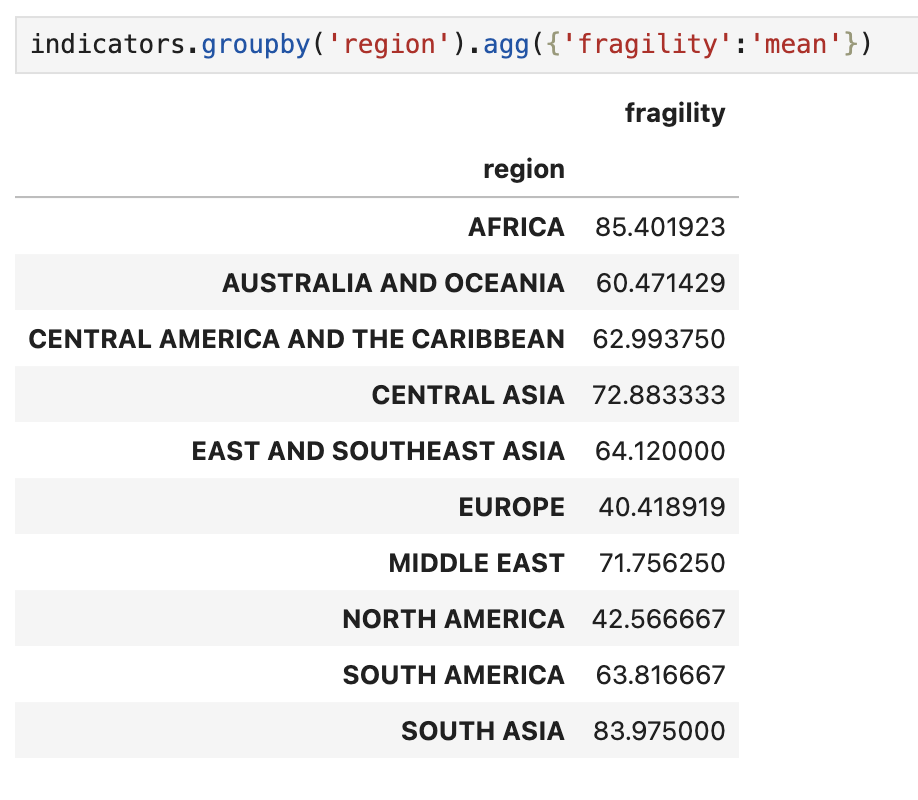 indicators.groupby('region').agg({'fragility':'mean'})
fragility
region
AFRICA 85.401923
AUSTRALIA AND OCEANIA 60.471429
CENTRAL AMERICA AND THE CARIBBEAN 62.993750
CENTRAL ASIA 72.883333
EAST AND SOUTHEAST ASIA 64.120000
EUROPE 40.418919
MIDDLE EAST 71.756250
NORTH AMERICA 42.566667
SOUTH AMERICA 63.816667
SOUTH ASIA 83.975000